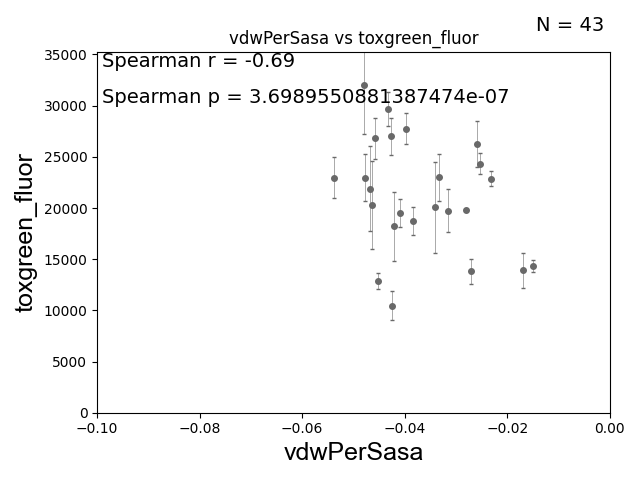 N = 43
vdwPerSasa vs toxgreen_fluor
Spearman r = -0.69
Spearman p = 3.6989550881387474e-07
35000
30000
25000
20000
15000
10000
5000
0
toxgreen_fluor
-0.10 -0.08 -0.06 -0.04 -0.02 0.00
vdwPerSasa